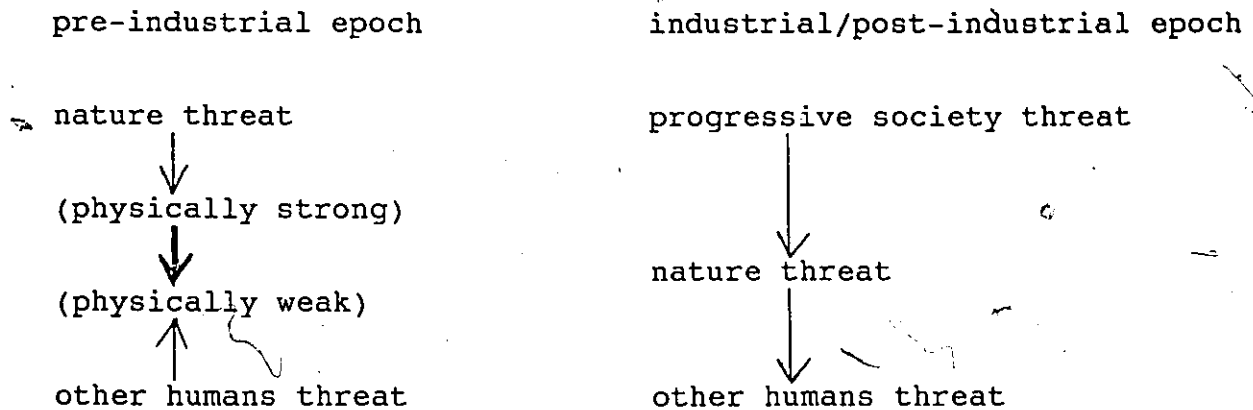 pre-industrial epoch
industrial/post-industrial epoch
nature threat
progressive society threat
(physically strong)
nature threat
(physically weak)
other humans threat
other humans threat